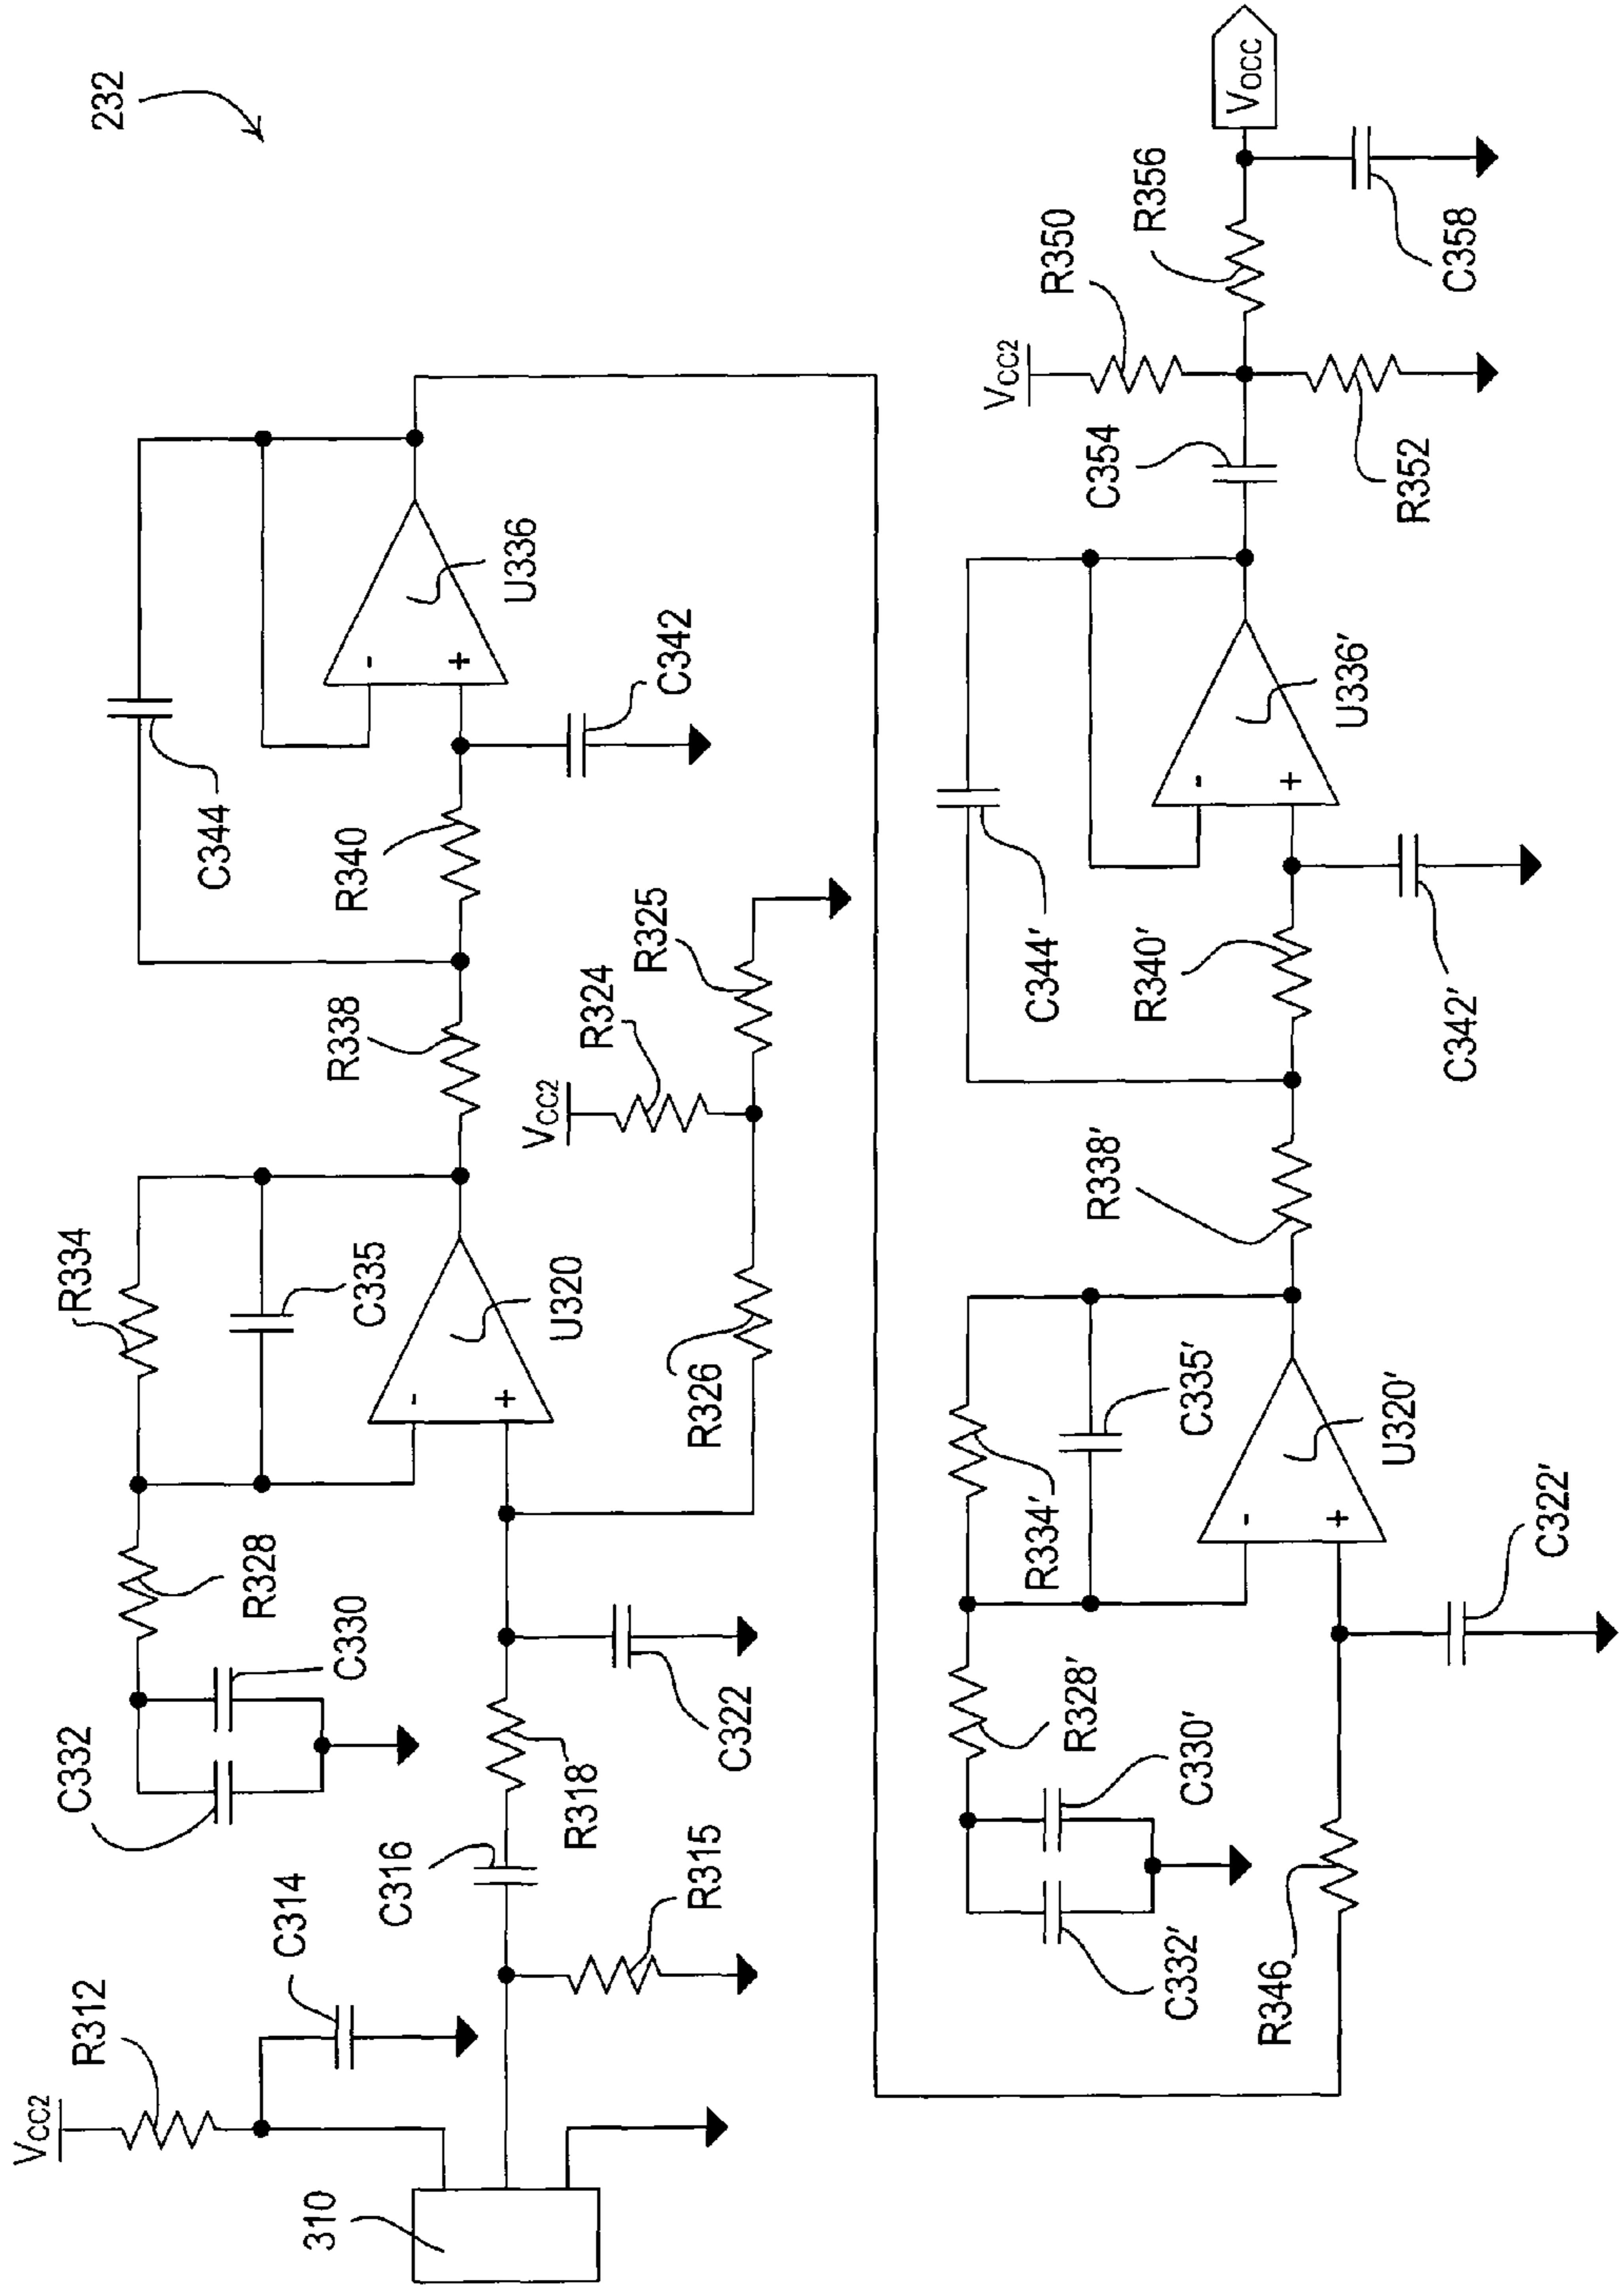 232
VCC2
R312
C314
310
R315
C316
R318
C322
C332
C330
R328
R334
C335
U320
R326
VCC2
R324
R325
R338
R340
C344
C342
U336
R346
C322'
C332'
C330'
R328'
R334'
C335'
U320'
R338'
R340'
C344'
C342'
U336'
C354
VCC2
R350
R352
R356
C358
VOCC
- +
- +
- +
- +